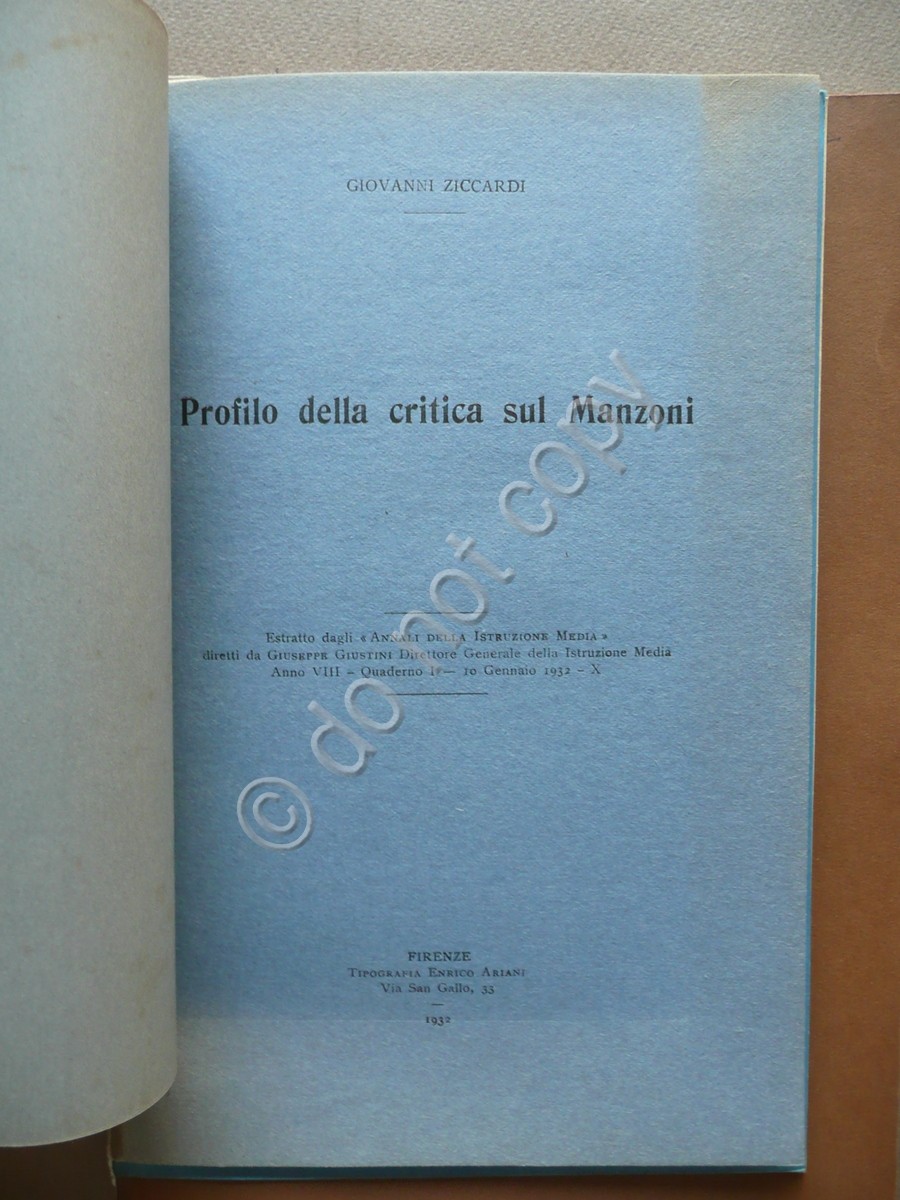 GIOVANNI ZICCARDI
Profilo della critica sul Manzoni
Estratto dagli « ANNALI DELLA ISTRUZIONE MEDIA »
diretti da GIUSEPPE GIUSTINI Direttore Generale della Istruzione Media
Anno VIII - Quaderno I — 10 Gennaio 1932 - X
© do not copy
FIRENZE
TIPOGRAFIA ENRICO ARIANI
Via San Gallo, 33
1932